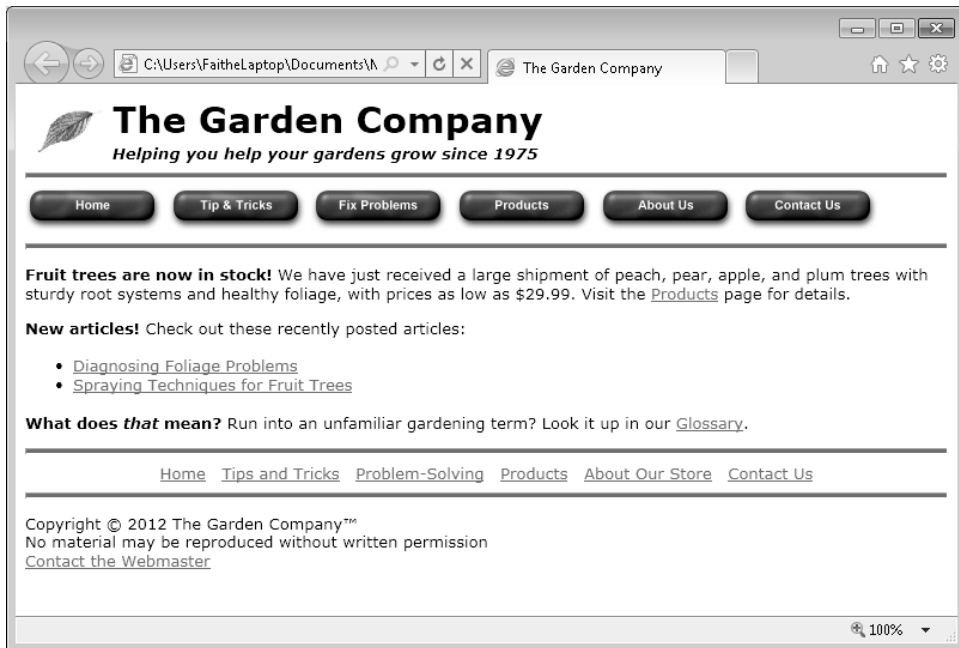 C:\Users\FaitheLaptop\Documents\
The Garden Company
The Garden Company
Helping you help your gardens grow since 1975
Home Tip & Tricks Fix Problems Products About Us Contact Us
Fruit trees are now in stock! We have just received a large shipment of peach, pear, apple, and plum trees with
sturdy root systems and healthy foliage, with prices as low as $29.99. Visit the Products page for details.
New articles! Check out these recently posted articles:
• Diagnosing Foliage Problems
• Spraying Techniques for Fruit Trees
What does that mean? Run into an unfamiliar gardening term? Look it up in our Glossary.
Home Tips and Tricks Problem-Solving Products About Our Store Contact Us
Copyright © 2012 The Garden Company™
No material may be reproduced without written permission
Contact the Webmaster
100%